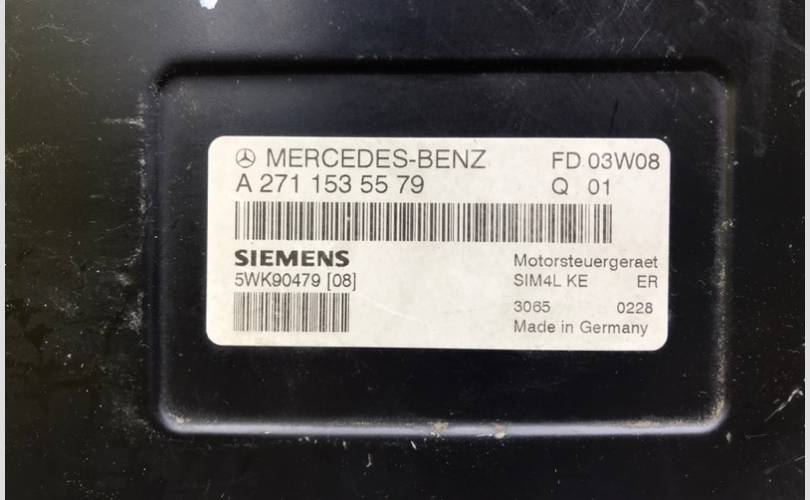 MERCEDES-BENZ FD 03W08
A 271 153 55 79 Q 01
SIEMENS Motorsteuergeraet
5WK90479 [08] SIM4L KE ER
3065 0228
Made in Germany